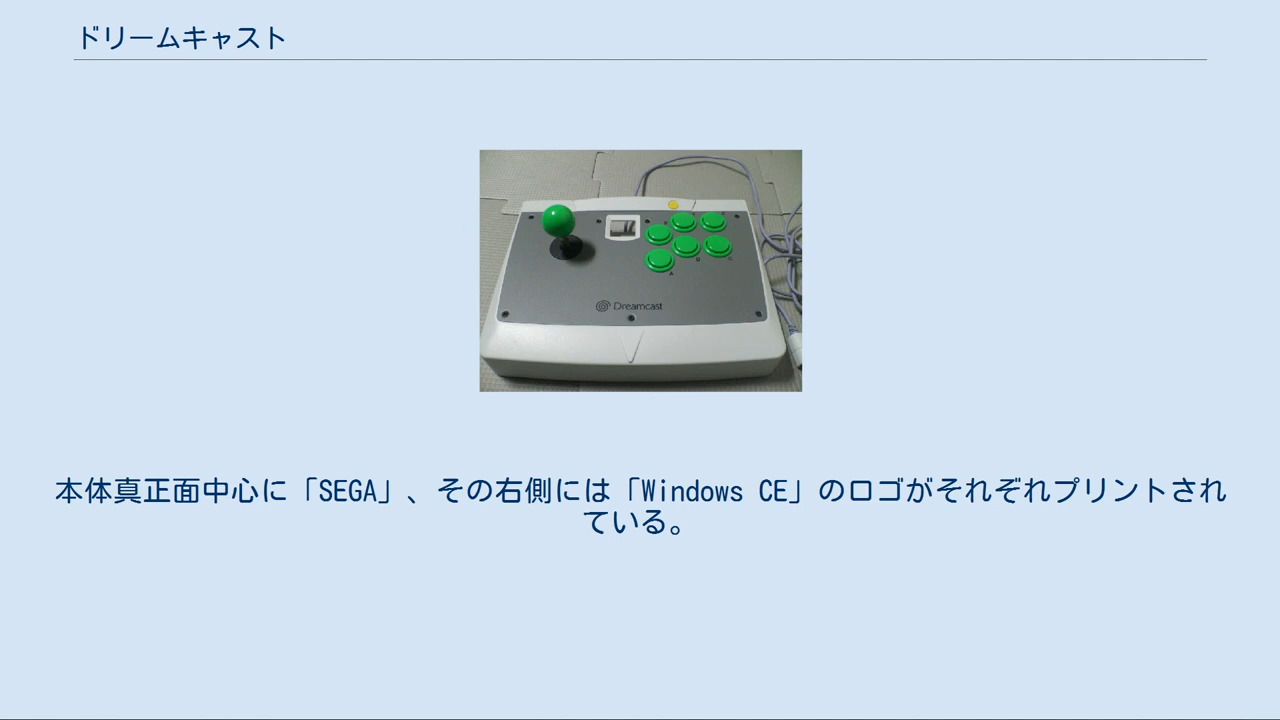 ドリームキャスト
Dreamcast
A
B
C
本体真正面中心に「SEGA」、その右側には「Windows CE」のロゴがそれぞれプリントされ
ている。